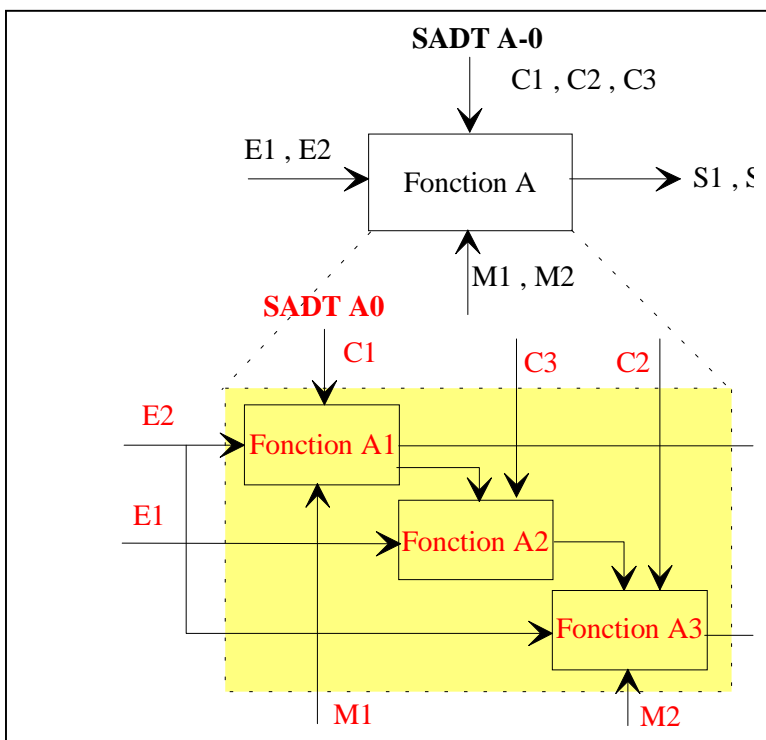 SADT A-0
C1 , C2 , C3
E1 , E2
Fonction A
S1 ,
M1 , M2
SADT A0
C1
C3
C2
E2
Fonction A1
E1
Fonction A2
Fonction A3
M1
M2